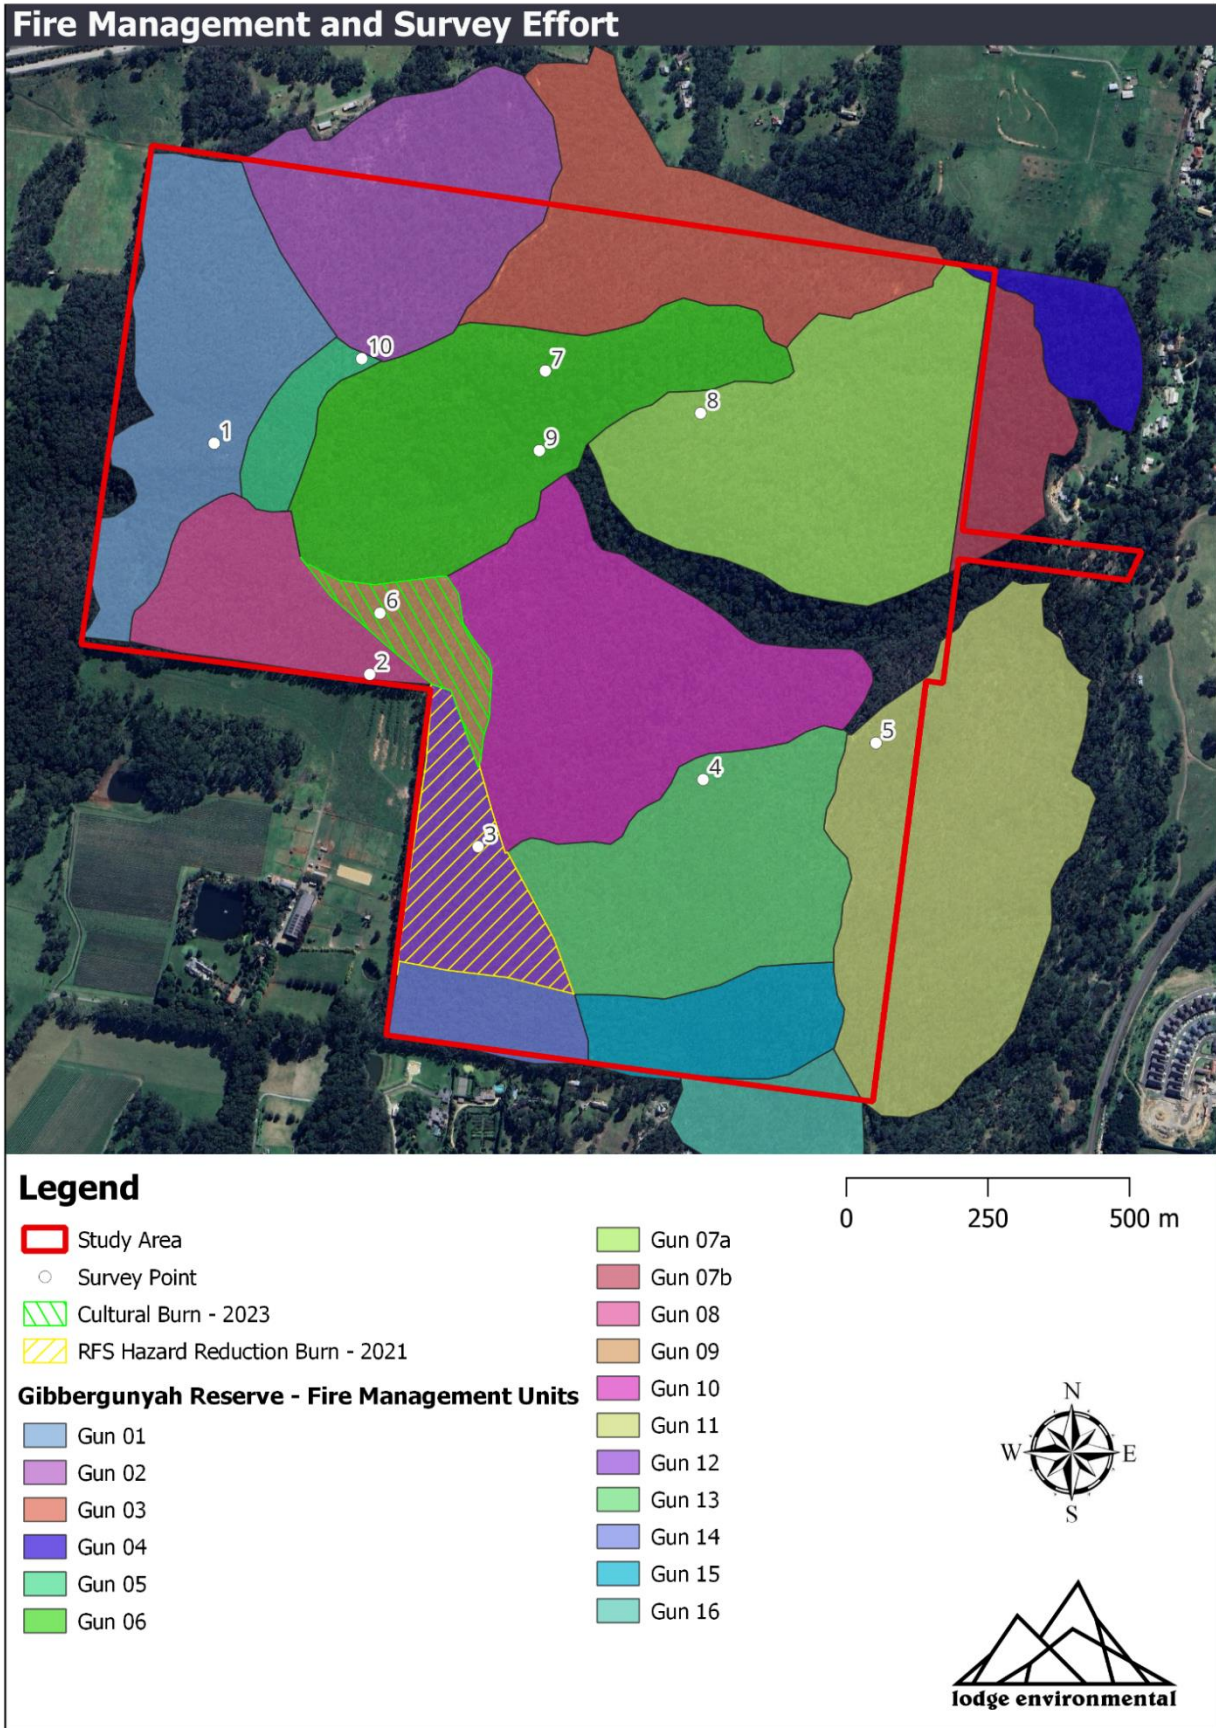 Fire Management and Survey Effort
10
7
8
1
9
6
2
5
4
3
Legend
Study Area
Survey Point
Cultural Burn - 2023
RFS Hazard Reduction Burn - 2021
Gibbergunyah Reserve - Fire Management Units
Gun 01
Gun 02
Gun 03
Gun 04
Gun 05
Gun 06
Gun 07a
Gun 07b
Gun 08
Gun 09
Gun 10
Gun 11
Gun 12
Gun 13
Gun 14
Gun 15
Gun 16
0 250 500 m
N
W E
S
lodge environmental